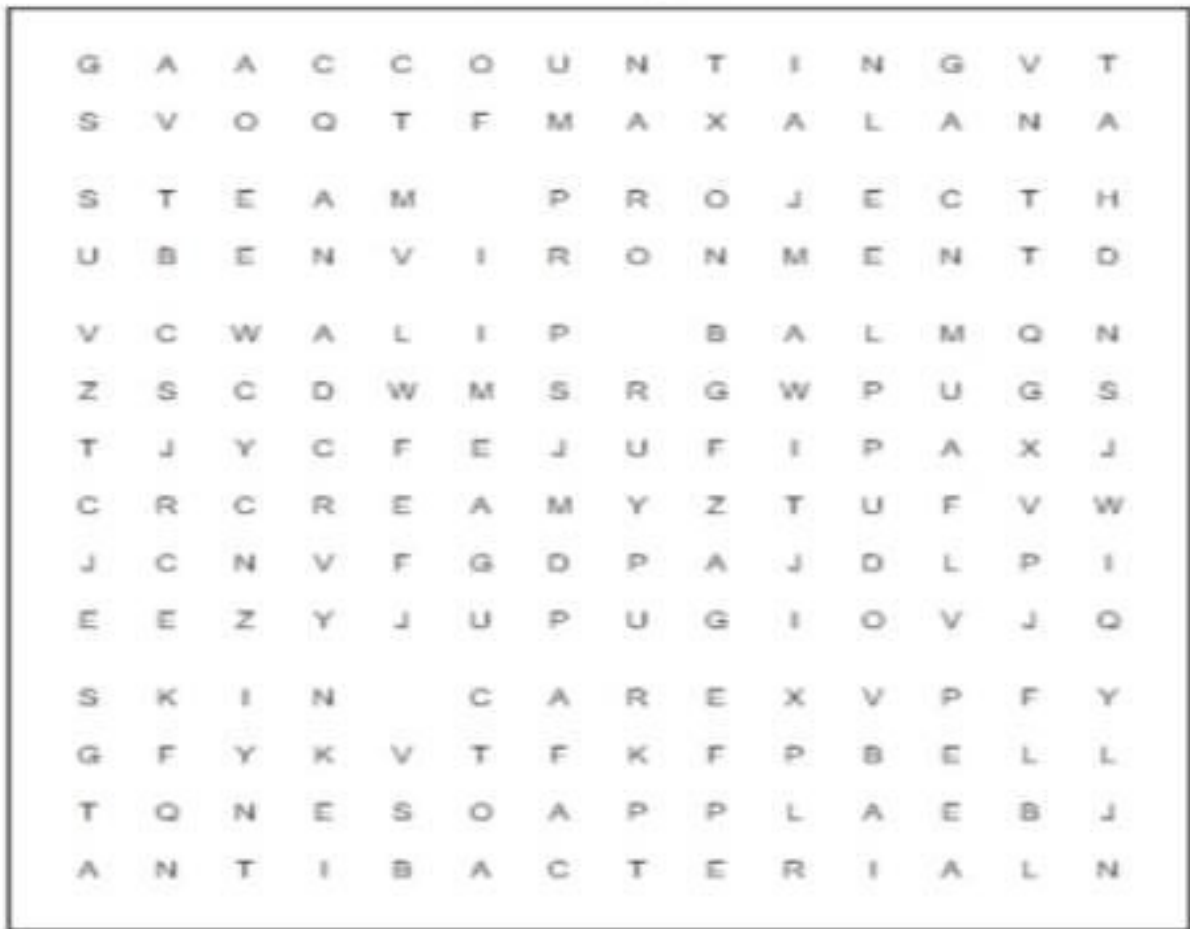 G A A C C O U N T I N G V T
S V O Q T F M A X A L A N A
S T E A M   P R O J E C T H
U B E N V I R O N M E N T D
V C W A L I P   B A L M Q N
Z S C D W M S R G W P U G S
T J Y C F E J U F I P A X J
C R C R E A M Y Z T U F V W
J C N V F G D P A J D L P I
E E Z Y J U P U G I O V J Q
S K I N   C A R E X V P F Y
G F Y K V T F K F P B E L L
T Q N E S O A P P L A E B J
A N T I B A C T E R I A L N